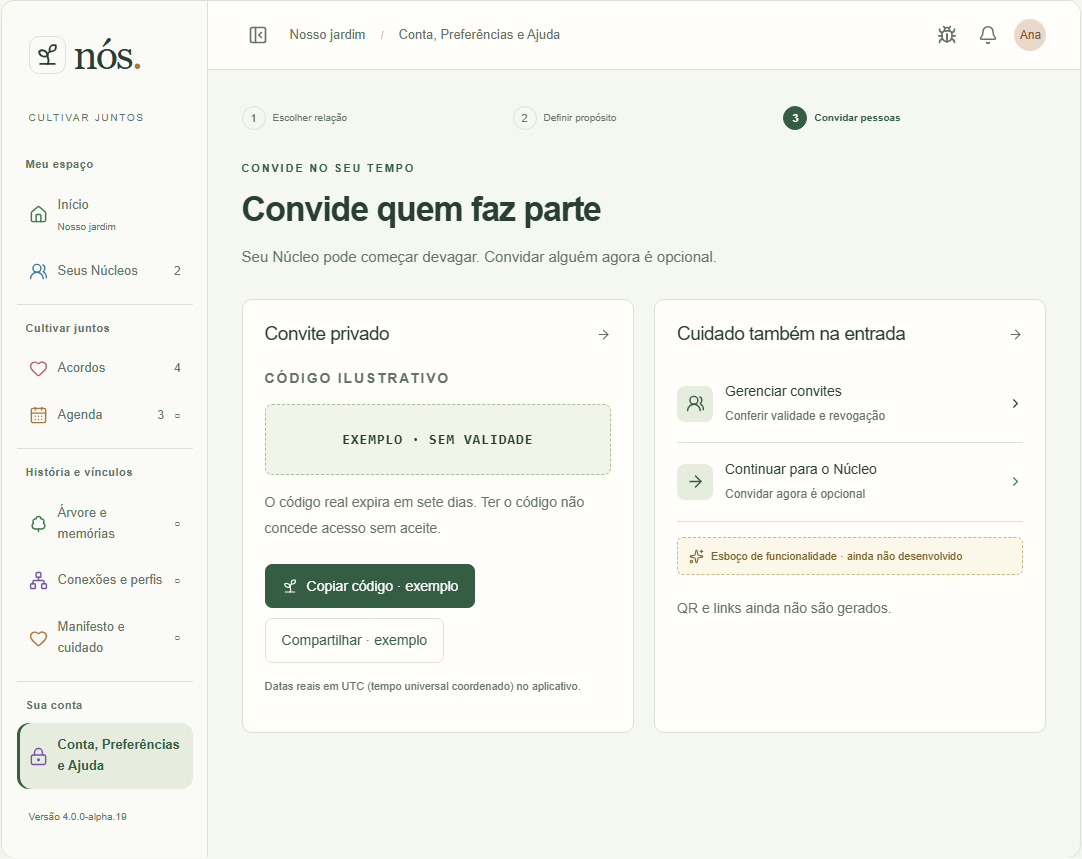 nós.
CULTIVAR JUNTOS
Meu espaço
Início
Nosso jardim
Seus Núcleos 2
Cultivar juntos
Acordos 4
Agenda 3
História e vínculos
Árvore e
memórias
Conexões e perfis
Manifesto e
cuidado
Sua conta
Conta, Preferências
e Ajuda
Versão 4.0.0-alpha.19
Nosso jardim / Conta, Preferências e Ajuda
Ana
1 Escolher relação
2 Definir propósito
3 Convidar pessoas
CONVIDE NO SEU TEMPO
Convide quem faz parte
Seu Núcleo pode começar devagar. Convidar alguém agora é opcional.
Convite privado
CÓDIGO ILUSTRATIVO
EXEMPLO · SEM VALIDADE
O código real expira em sete dias. Ter o código não
concede acesso sem aceite.
Copiar código · exemplo
Compartilhar · exemplo
Datas reais em UTC (tempo universal coordenado) no aplicativo.
Cuidado também na entrada
Gerenciar convites
Conferir validade e revogação
Continuar para o Núcleo
Convidar agora é opcional
Esboço de funcionalidade · ainda não desenvolvido
QR e links ainda não são gerados.